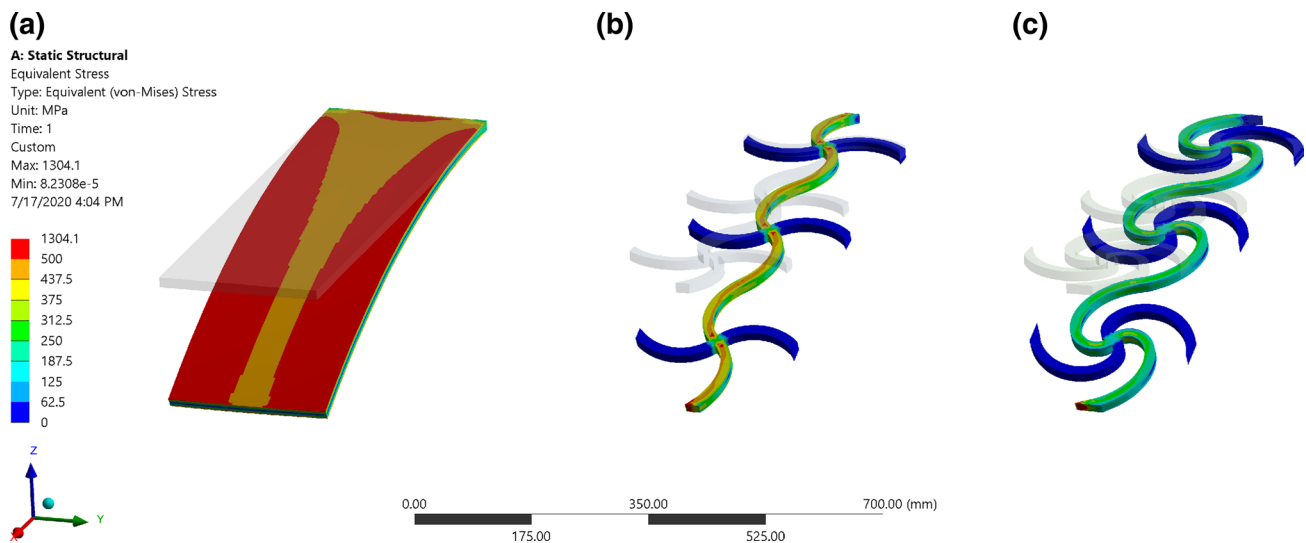 (a)
(b)
(c)
A: Static Structural
Equivalent Stress
Type: Equivalent (von-Mises) Stress
Unit: MPa
Time: 1
Custom
Max: 1304.1
Min: 8.2308e-5
7/17/2020 4:04 PM
1304.1
500
437.5
375
312.5
250
187.5
125
62.5
0
Z
Y
X
0.00
350.00
700.00 (mm)
175.00
525.00